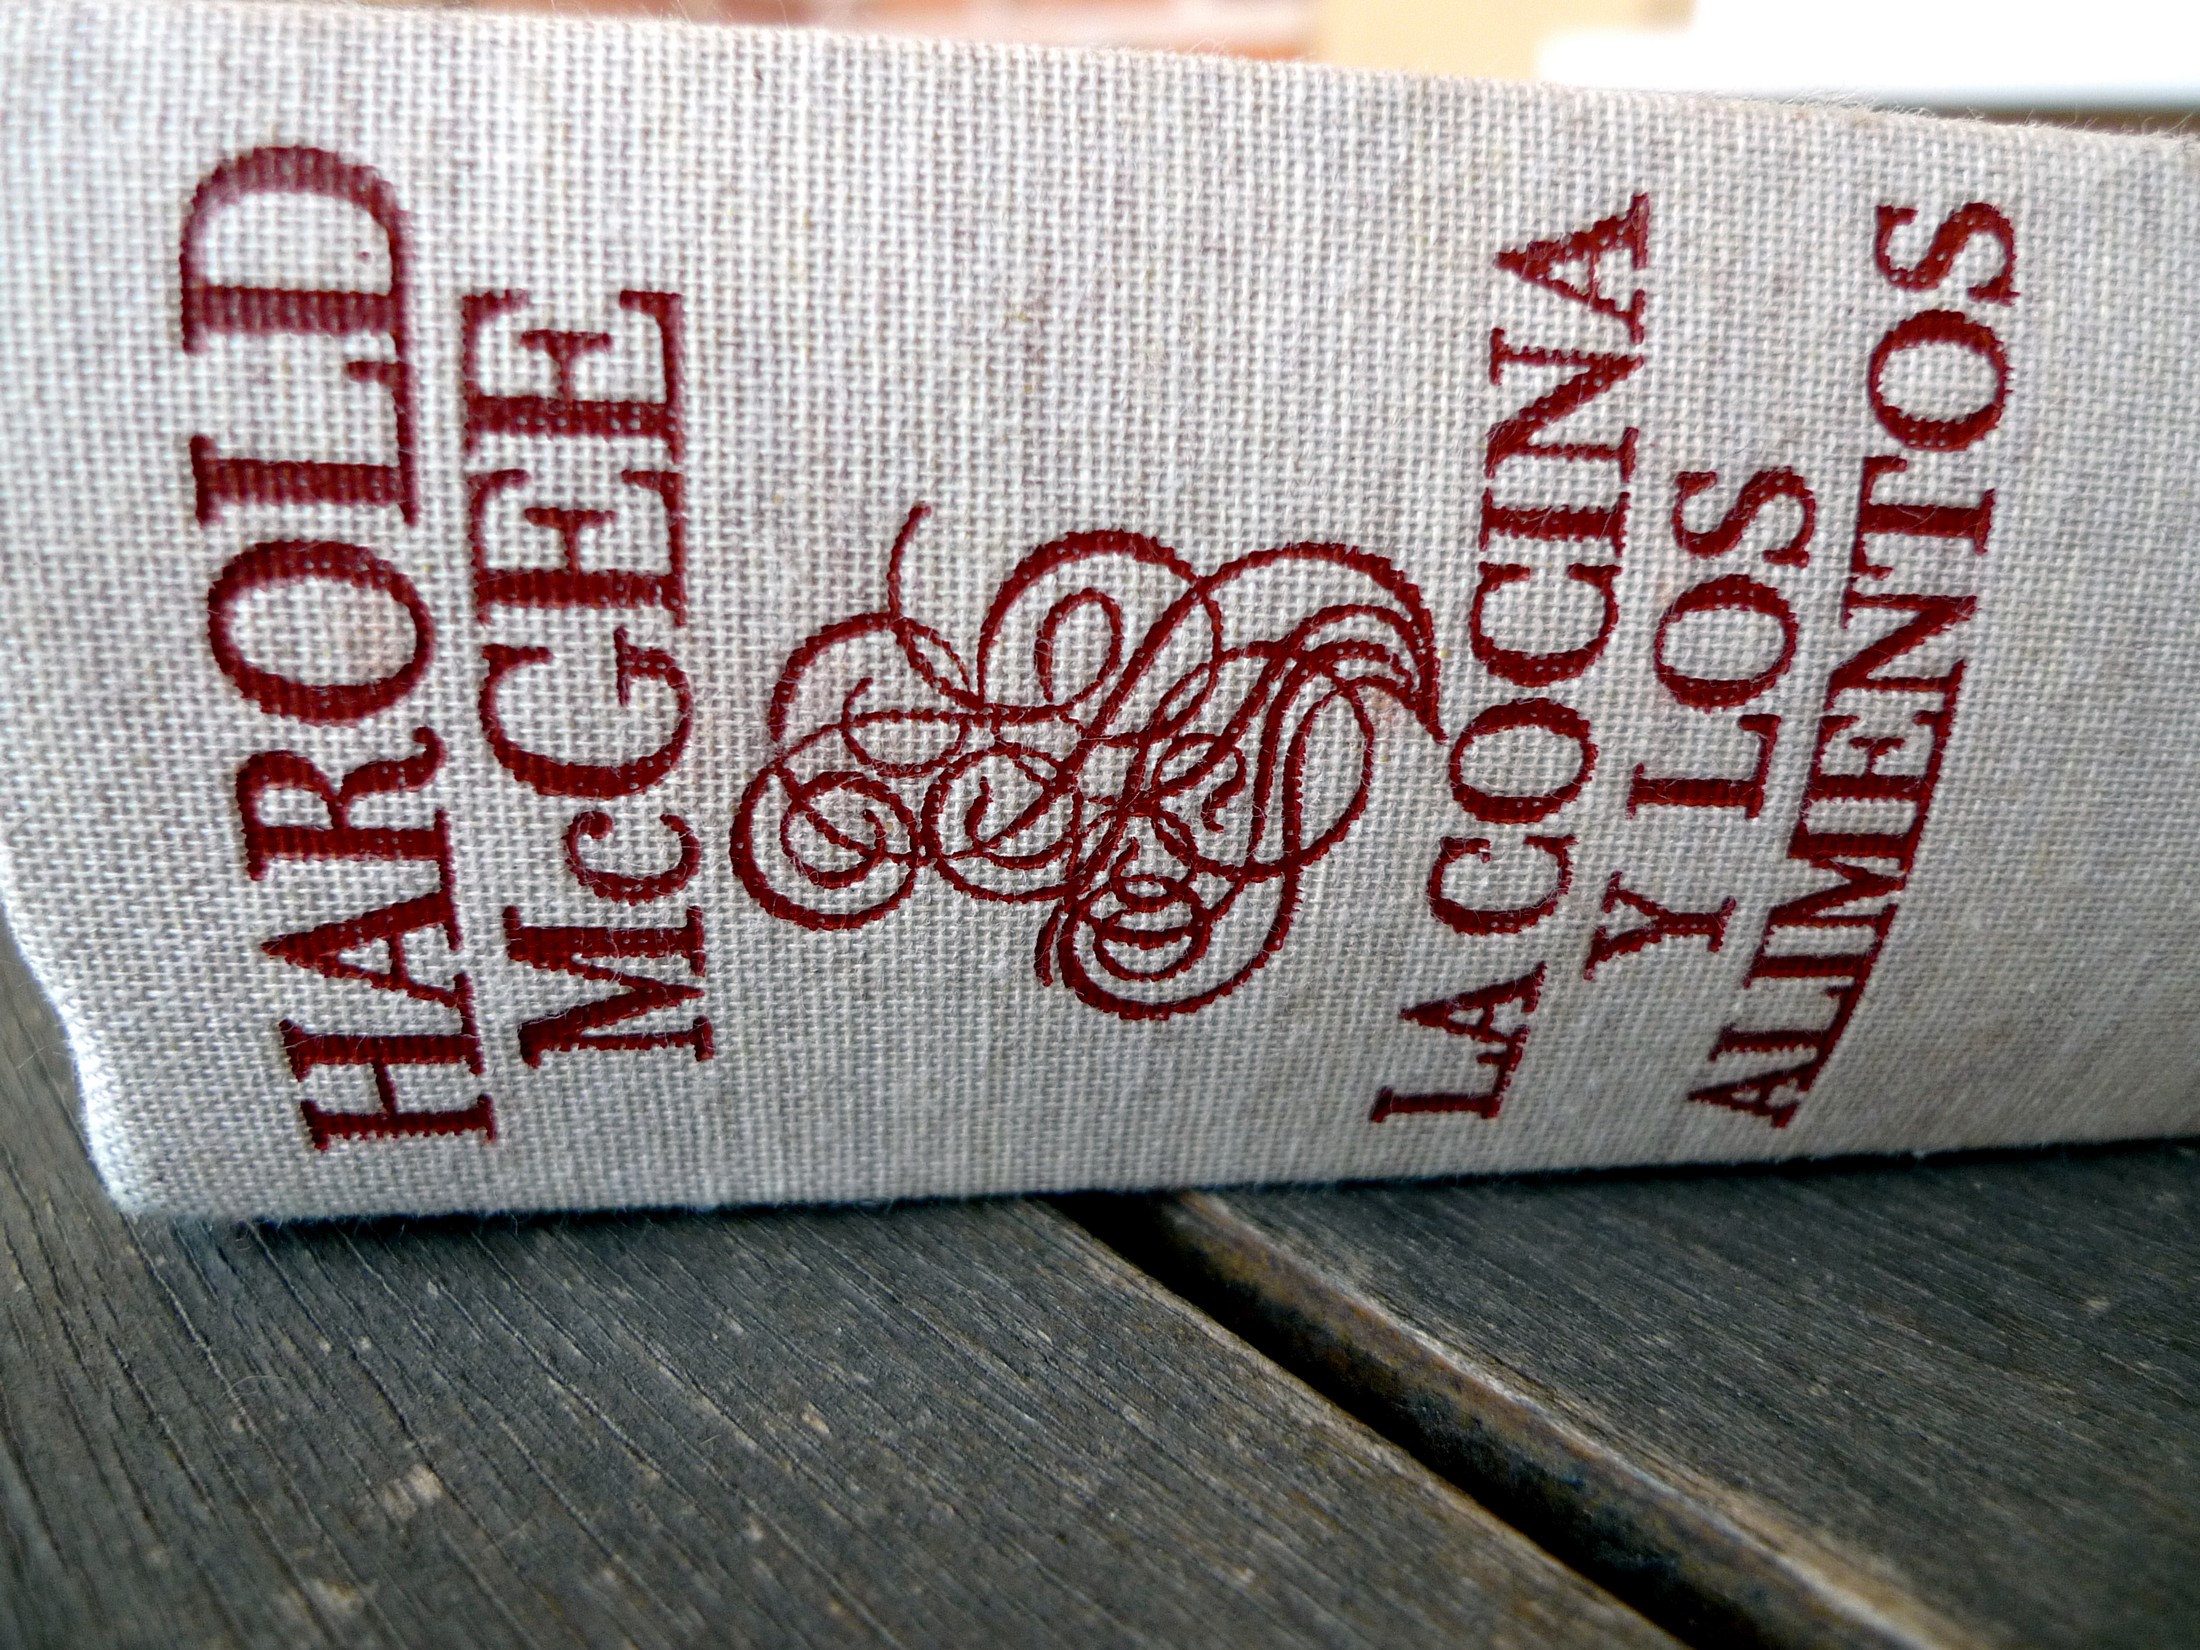 HAROLD
McGEE
LA COCINA
Y LOS
ALIMENTOS